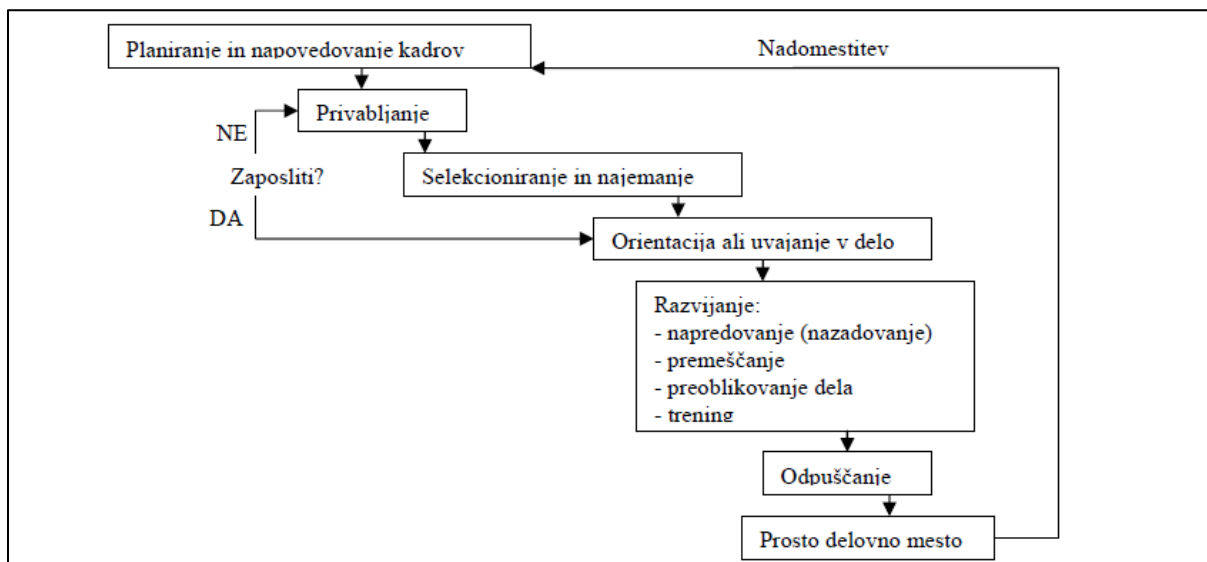 Planiranje in napovedovanje kadrov
Nadomestitev
Privabljanje
NE
Zaposliti?
Selekcioniranje in najemanje
DA
Orientacija ali uvajanje v delo
Razvijanje:
- napredovanje (nazadovanje)
- premeščanje
- preoblikovanje dela
- trening
Odpuščanje
Prosto delovno mesto